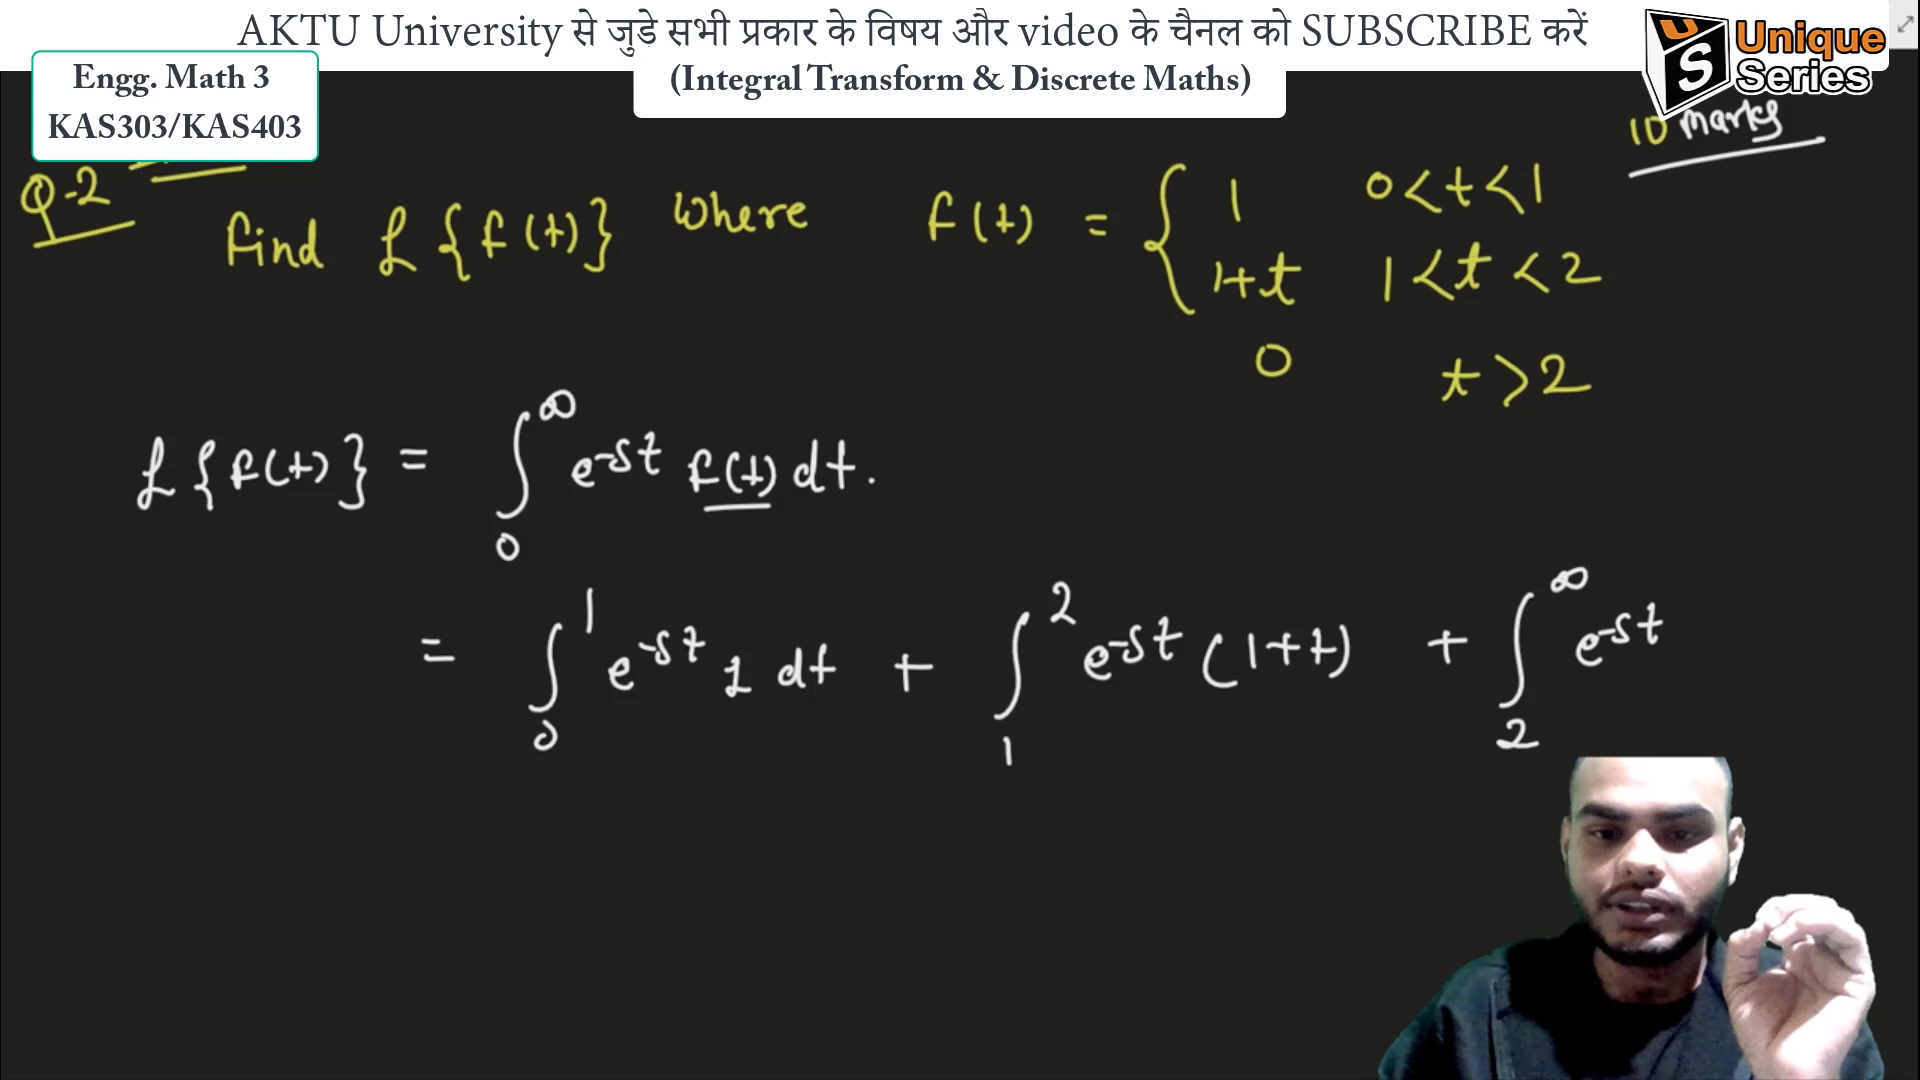 AKTU University से जुडे सभी प्रकार के विषय और video के चैनल को SUBSCRIBE करें
Unique
Series
US
Engg. Math 3
KAS303/KAS403
(Integral Transform & Discrete Maths)
10 marks
Q-2
find £{f(t)} where f(t) = { 1 0<t<1
1+t 1<t<2
0 t>2
£{f(t)} = ∫₀^∞ e^-st f(t) dt.
= ∫₀^1 e^-st 1 dt + ∫₁^2 e^-st (1+t) + ∫₂^∞ e^-st